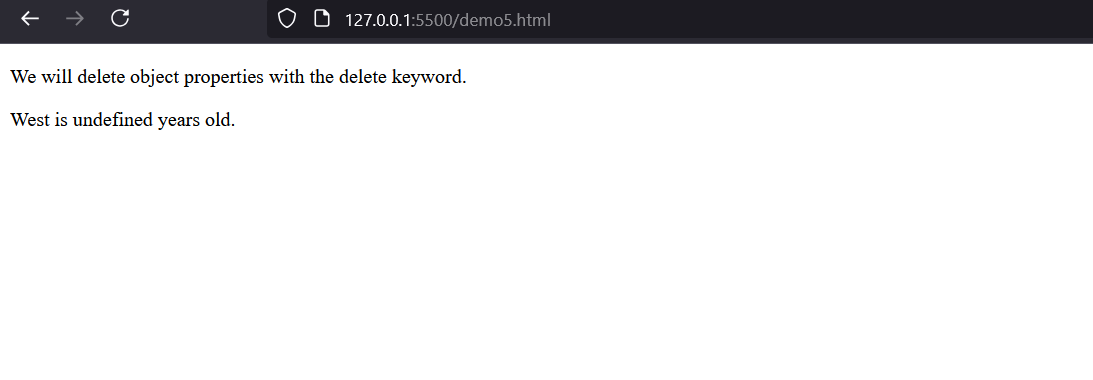 127.0.0.1:5500/demo5.html
We will delete object properties with the delete keyword.
West is undefined years old.